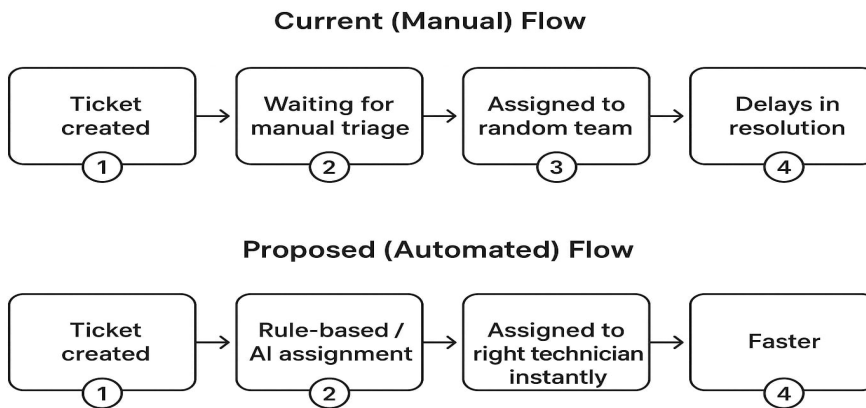 Current (Manual) Flow
Ticket
created
1
Waiting for
manual triage
2
Assigned to
random team
3
Delays in
resolution
4
Proposed (Automated) Flow
Ticket
created
1
Rule-based /
AI assignment
2
Assigned to
right technician
instantly
Faster
4